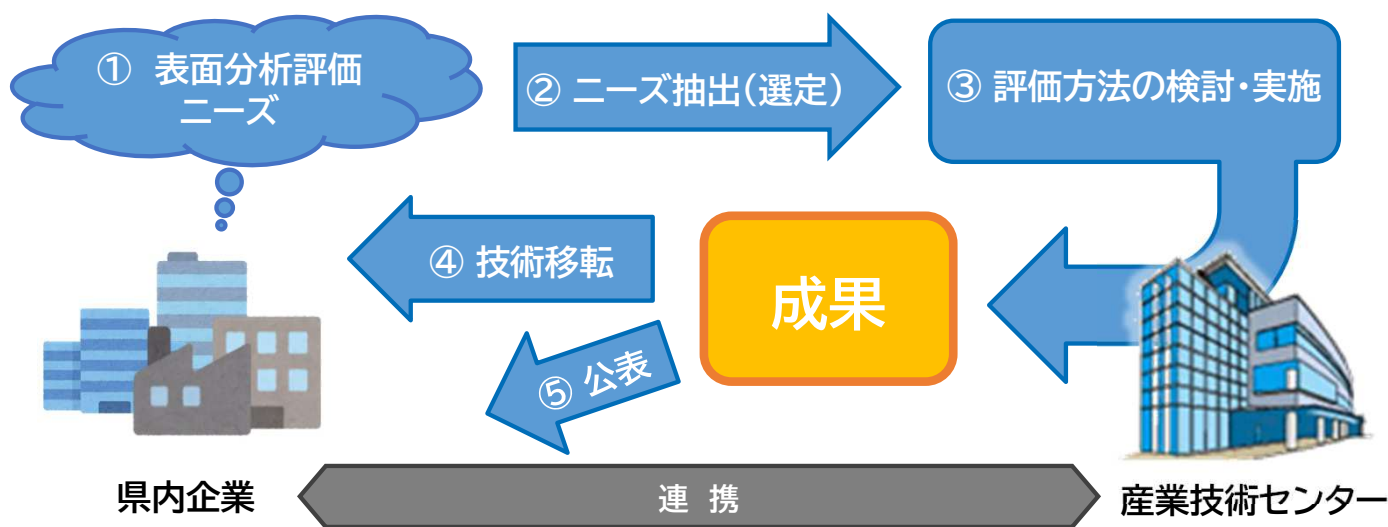 ① 表面分析評価
ニーズ
② ニーズ抽出(選定)
③ 評価方法の検討・実施
④ 技術移転
成果
⑤ 公表
県内企業
連 携
産業技術センター